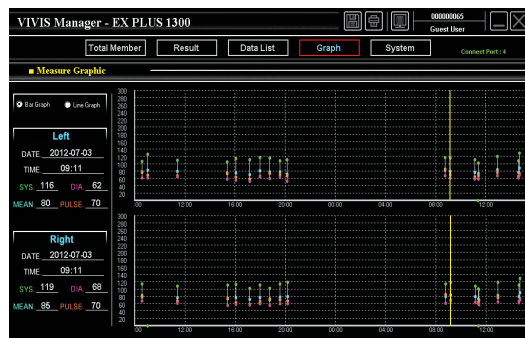 VIVIS Manager - EX PLUS 1300
000000065
Guest User
Total Member
Result
Data List
Graph
System
Connect Port : 4
Measure Graphic
Bar Graph
Line Graph
Left
DATE 2012-07-03
TIME 09:11
SYS 116 DIA 62
MEAN 80 PULSE 70
300
280
260
240
220
200
180
160
140
120
100
80
60
40
20
00 12:00 16:00 20:00 00:00 04:00 08:00 12:00
Right
DATE 2012-07-03
TIME 09:11
SYS 119 DIA 68
MEAN 85 PULSE 70
300
280
260
240
220
200
180
160
140
120
100
80
60
40
20
00 12:00 16:00 20:00 00:00 04:00 08:00 12:00